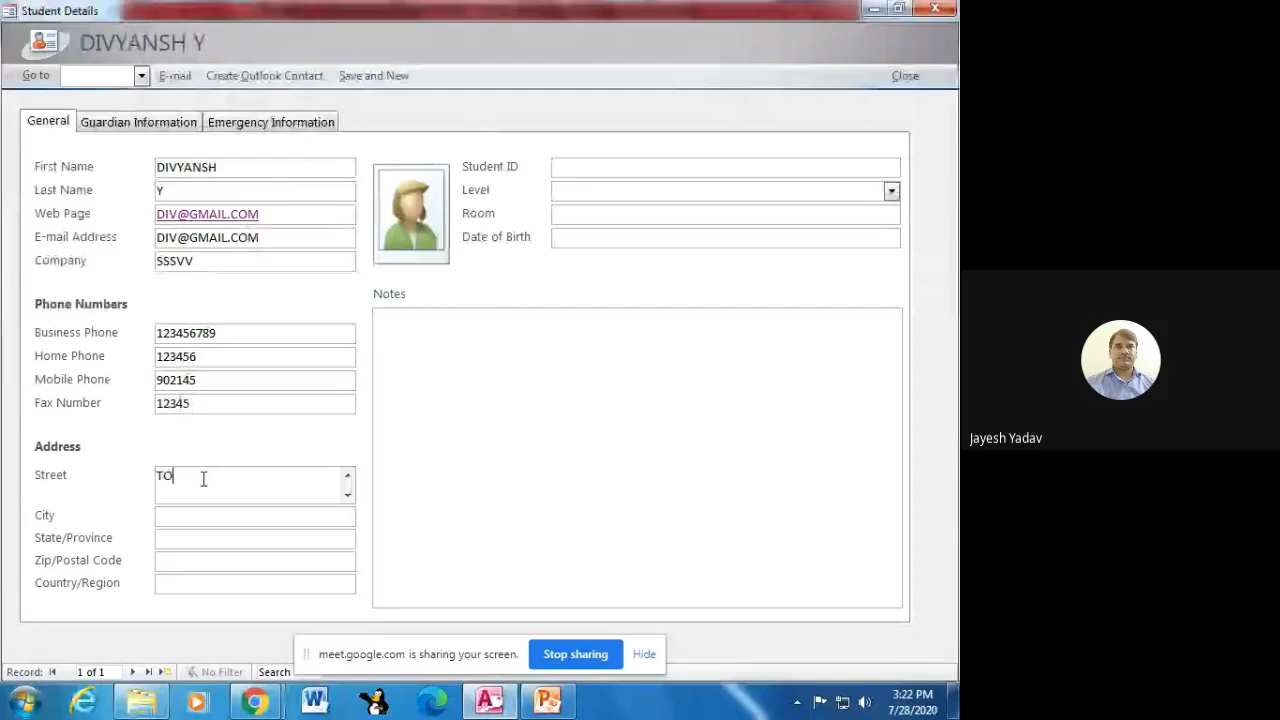 Student Details
DIVYANSH Y
Go to E-mail Create Outlook Contact Save and New Close
General Guardian Information Emergency Information
First Name DIVYANSH
Last Name Y
Web Page DIV@GMAIL.COM
E-mail Address DIV@GMAIL.COM
Company SSSVV
Student ID
Level
Room
Date of Birth
Notes
Phone Numbers
Business Phone 123456789
Home Phone 123456
Mobile Phone 902145
Fax Number 12345
Address
Street TO
City
State/Province
Zip/Postal Code
Country/Region
Jayesh Yadav
meet.google.com is sharing your screen. Stop sharing Hide
Record: 1 of 1 No Filter Search
3:22 PM
7/28/2020